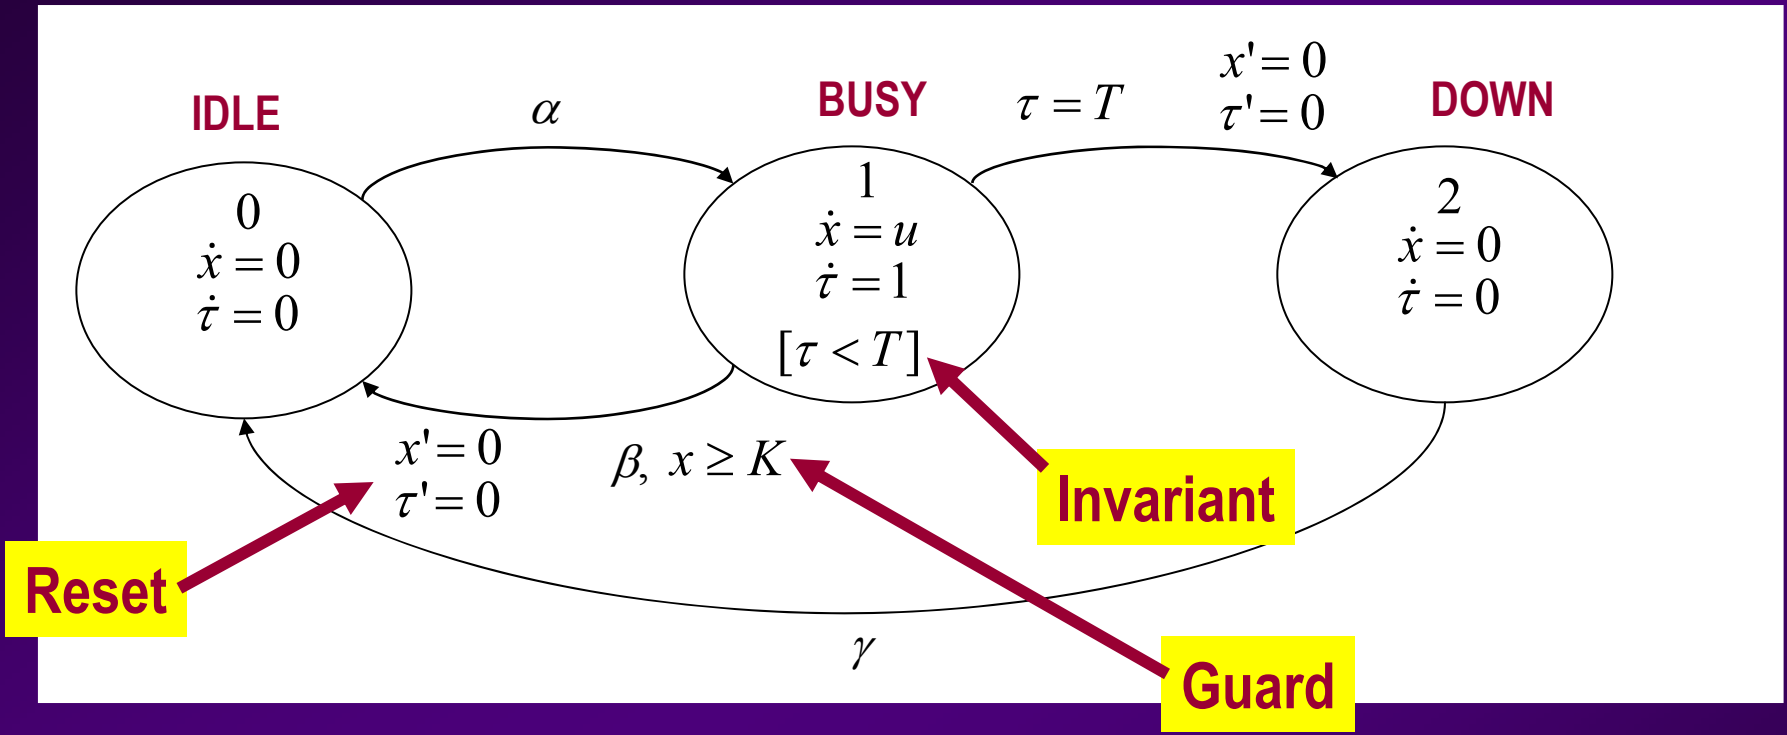 IDLE
α
BUSY
τ = T
x' = 0
τ' = 0
DOWN
0
ẋ = 0
τ̇ = 0
1
ẋ = u
τ̇ = 1
[τ < T]
2
ẋ = 0
τ̇ = 0
x' = 0
τ' = 0
β, x ≥ K
Invariant
Reset
γ
Guard